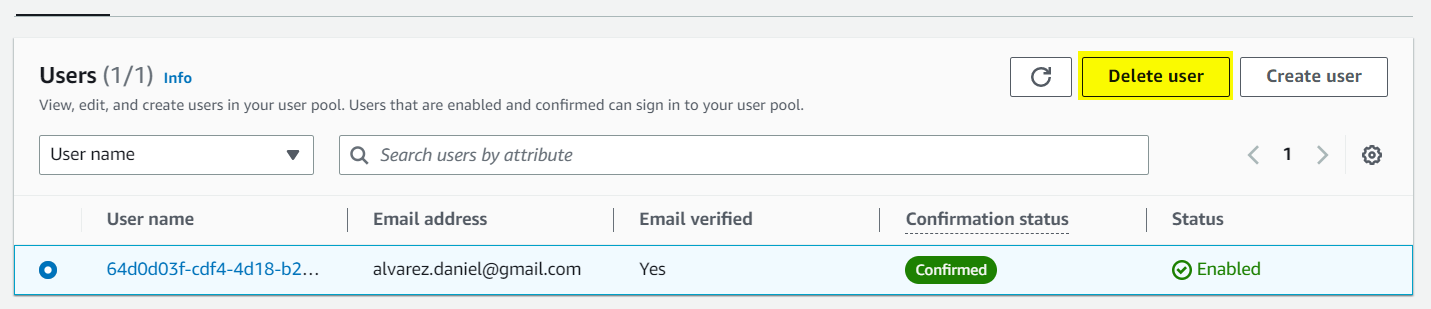 Users (1/1) Info
Delete user
Create user
View, edit, and create users in your user pool. Users that are enabled and confirmed can sign in to your user pool.
User name
Search users by attribute
1
User name Email address Email verified Confirmation status Status
64d0d03f-cdf4-4d18-b2... alvarez.daniel@gmail.com Yes Confirmed Enabled